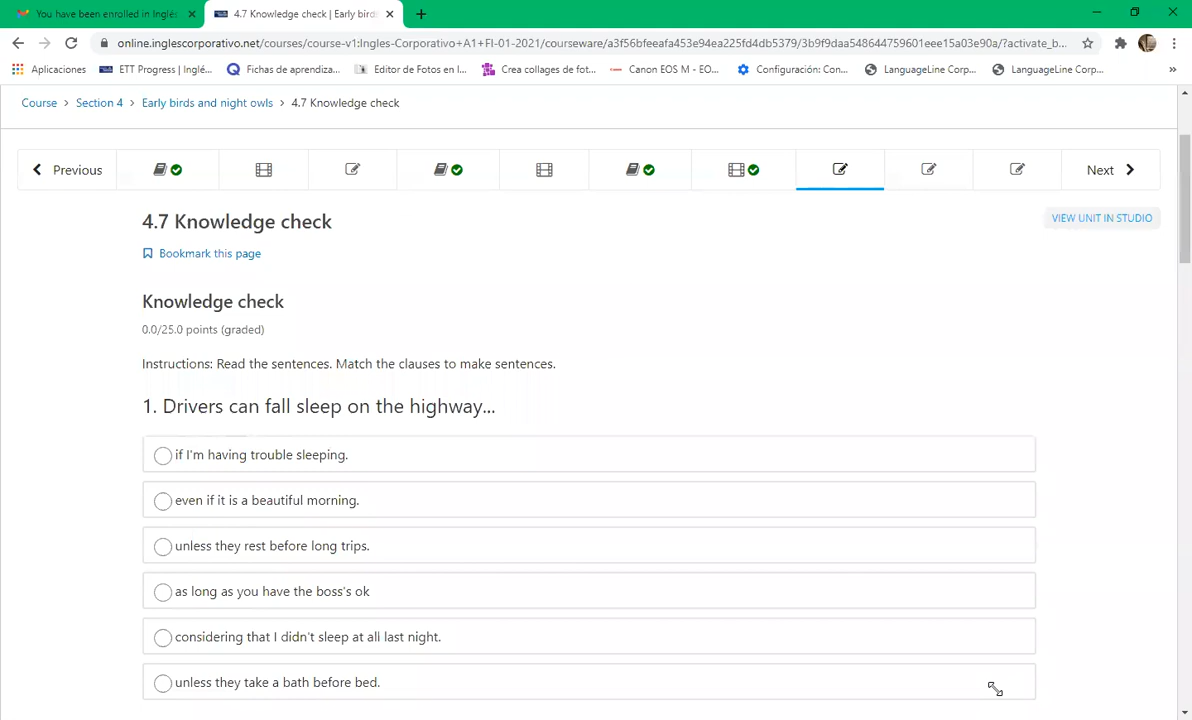 You have been enrolled in Inglés
4.7 Knowledge check | Early birds
online.inglescorporativo.net/courses/course-v1:Ingles-Corporativo+A1+FI-01-2021/courseware/a3f56bfeeafa453e94ea225fd4db5379/3b9f9daa548644759601eee15a03e90a/?activate_b...
Aplicaciones ETT Progress | Inglé... Fichas de aprendiza... Editor de Fotos en l... Crea collages de fot... Canon EOS M - EO... Configuración: Con... LanguageLine Corp... LanguageLine Corp... »
Course > Section 4 > Early birds and night owls > 4.7 Knowledge check
Previous Next
4.7 Knowledge check
VIEW UNIT IN STUDIO
Bookmark this page
Knowledge check
0.0/25.0 points (graded)
Instructions: Read the sentences. Match the clauses to make sentences.
1. Drivers can fall sleep on the highway...
if I'm having trouble sleeping.
even if it is a beautiful morning.
unless they rest before long trips.
as long as you have the boss's ok
considering that I didn't sleep at all last night.
unless they take a bath before bed.